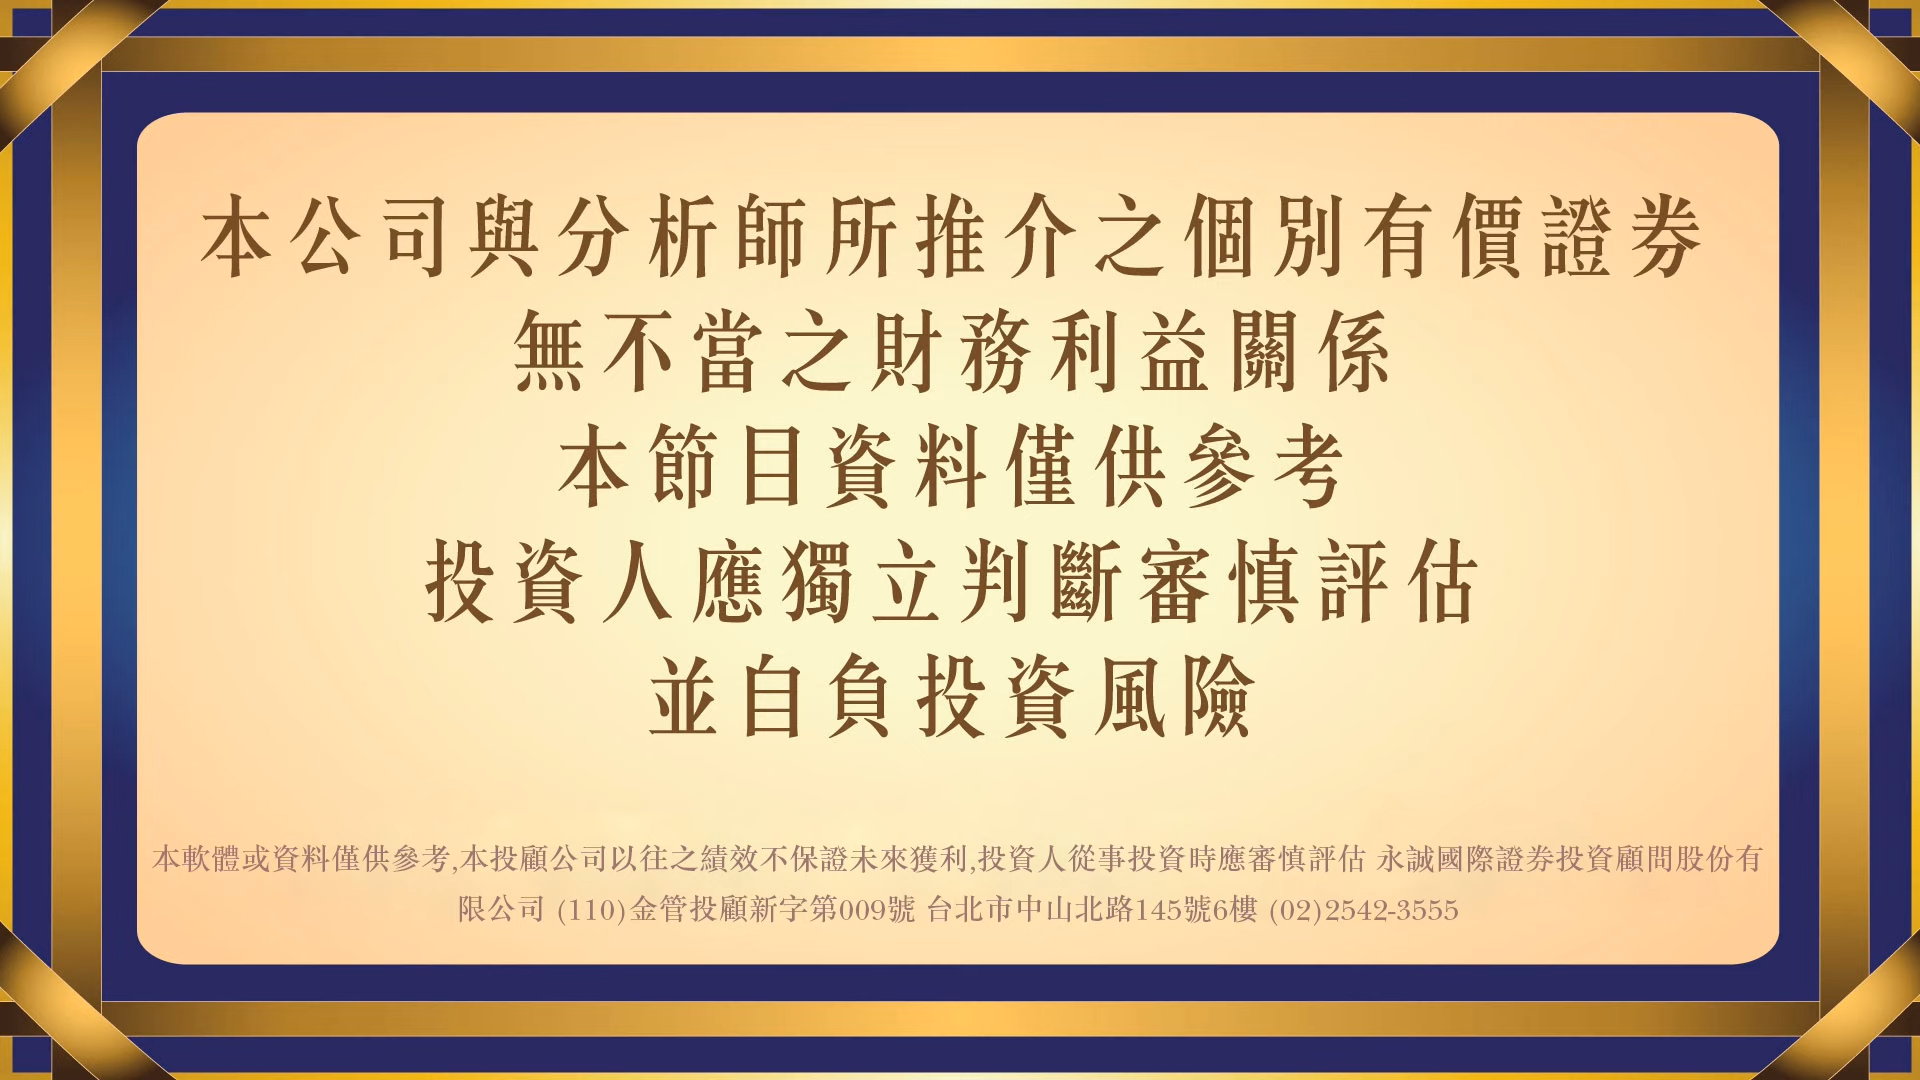 本公司與分析師所推介之個別有價證券
無不當之財務利益關係
本節目資料僅供參考
投資人應獨立判斷審慎評估
並自負投資風險
本軟體或資料僅供參考,本投顧公司以往之績效不保證未來獲利,投資人從事投資時應審慎評估 永誠國際證券投資顧問股份有
限公司 (110)金管投顧新字第009號 台北市中山北路145號6樓 (02)2542-3555